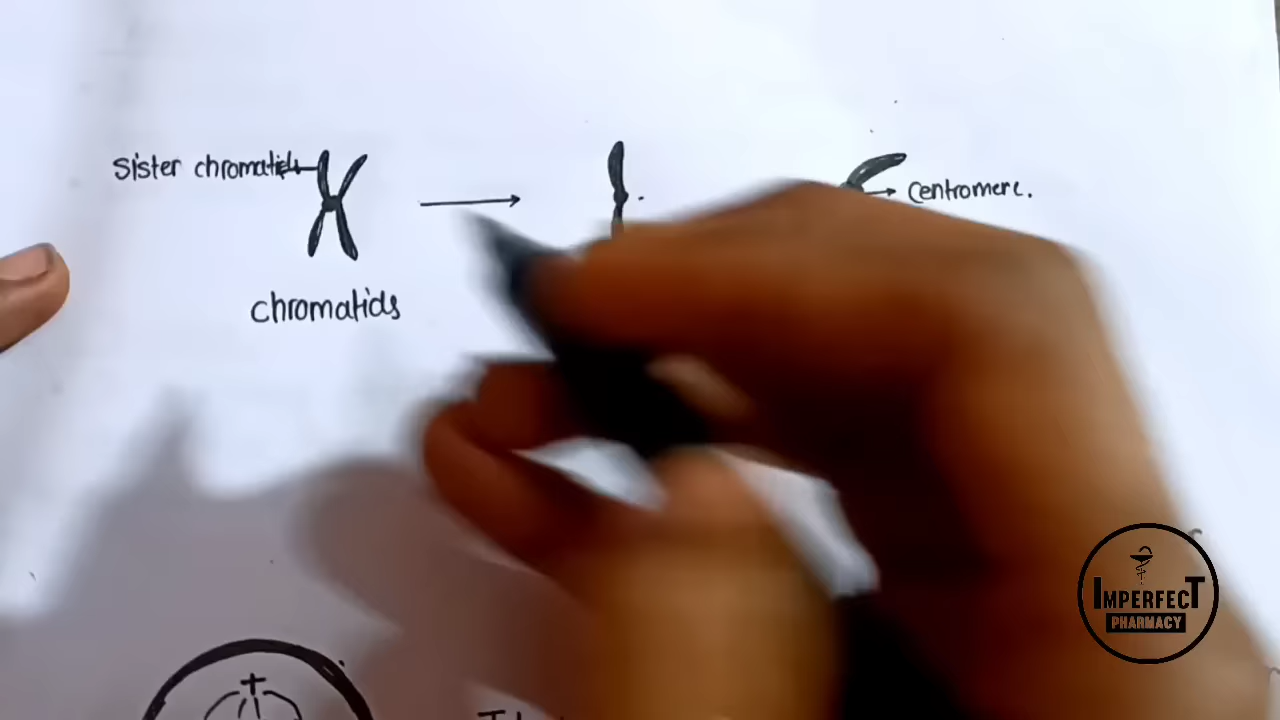 Sister chromatids
Centromere.
chromatids
IMPERFECT
PHARMACY